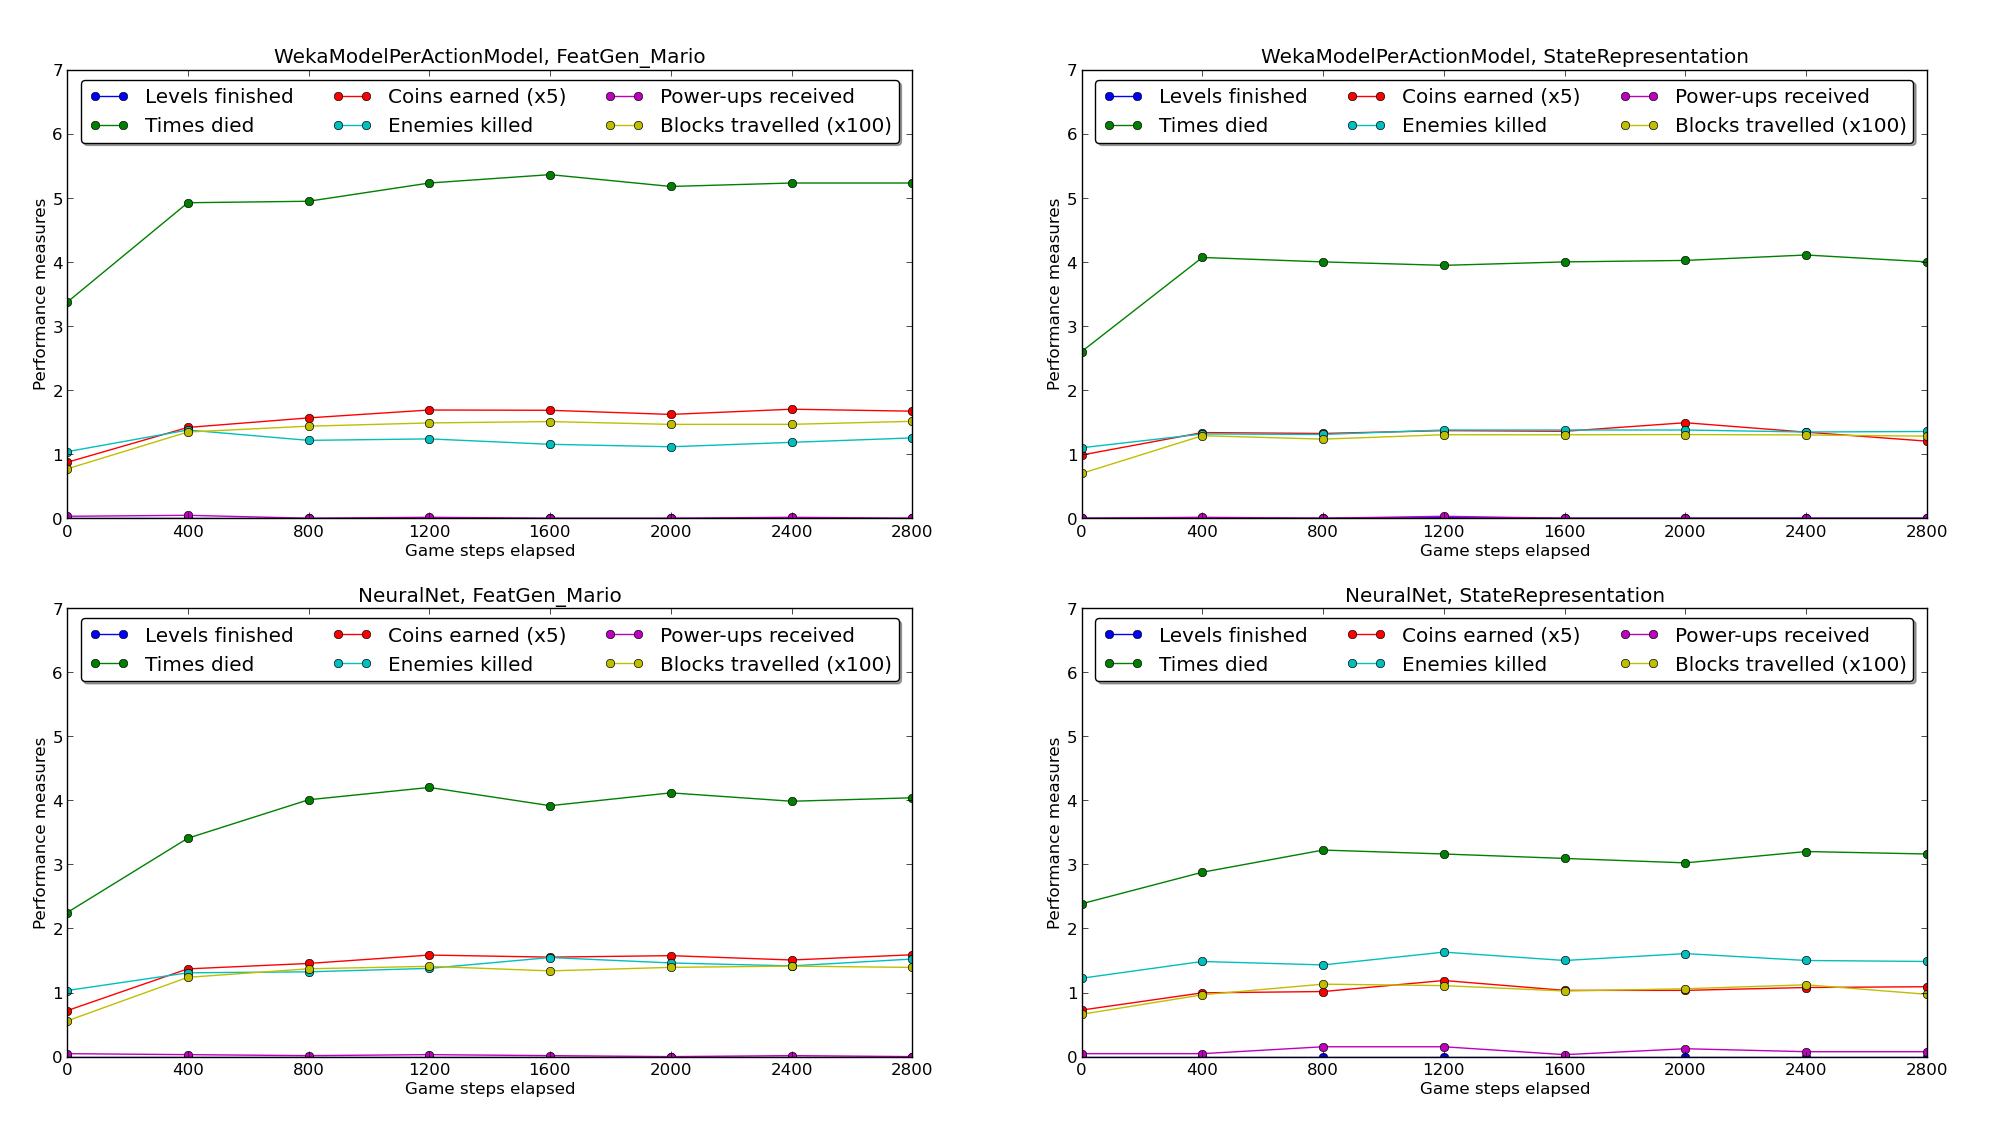 WekaModelPerActionModel, FeatGen_Mario
7
6
5
4
3
2
1
0
Performance measures
Levels finished Coins earned (x5) Power-ups received
Times died Enemies killed Blocks travelled (x100)
0 400 800 1200 1600 2000 2400 2800
Game steps elapsed
WekaModelPerActionModel, StateRepresentation
7
6
5
4
3
2
1
0
Performance measures
Levels finished Coins earned (x5) Power-ups received
Times died Enemies killed Blocks travelled (x100)
0 400 800 1200 1600 2000 2400 2800
Game steps elapsed
NeuralNet, FeatGen_Mario
7
6
5
4
3
2
1
0
Performance measures
Levels finished Coins earned (x5) Power-ups received
Times died Enemies killed Blocks travelled (x100)
0 400 800 1200 1600 2000 2400 2800
Game steps elapsed
NeuralNet, StateRepresentation
7
6
5
4
3
2
1
0
Performance measures
Levels finished Coins earned (x5) Power-ups received
Times died Enemies killed Blocks travelled (x100)
0 400 800 1200 1600 2000 2400 2800
Game steps elapsed